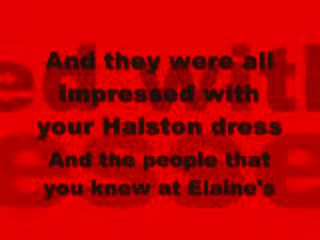 And they were all
impressed with
your Halston dress
And the people that
you knew at Elaine's